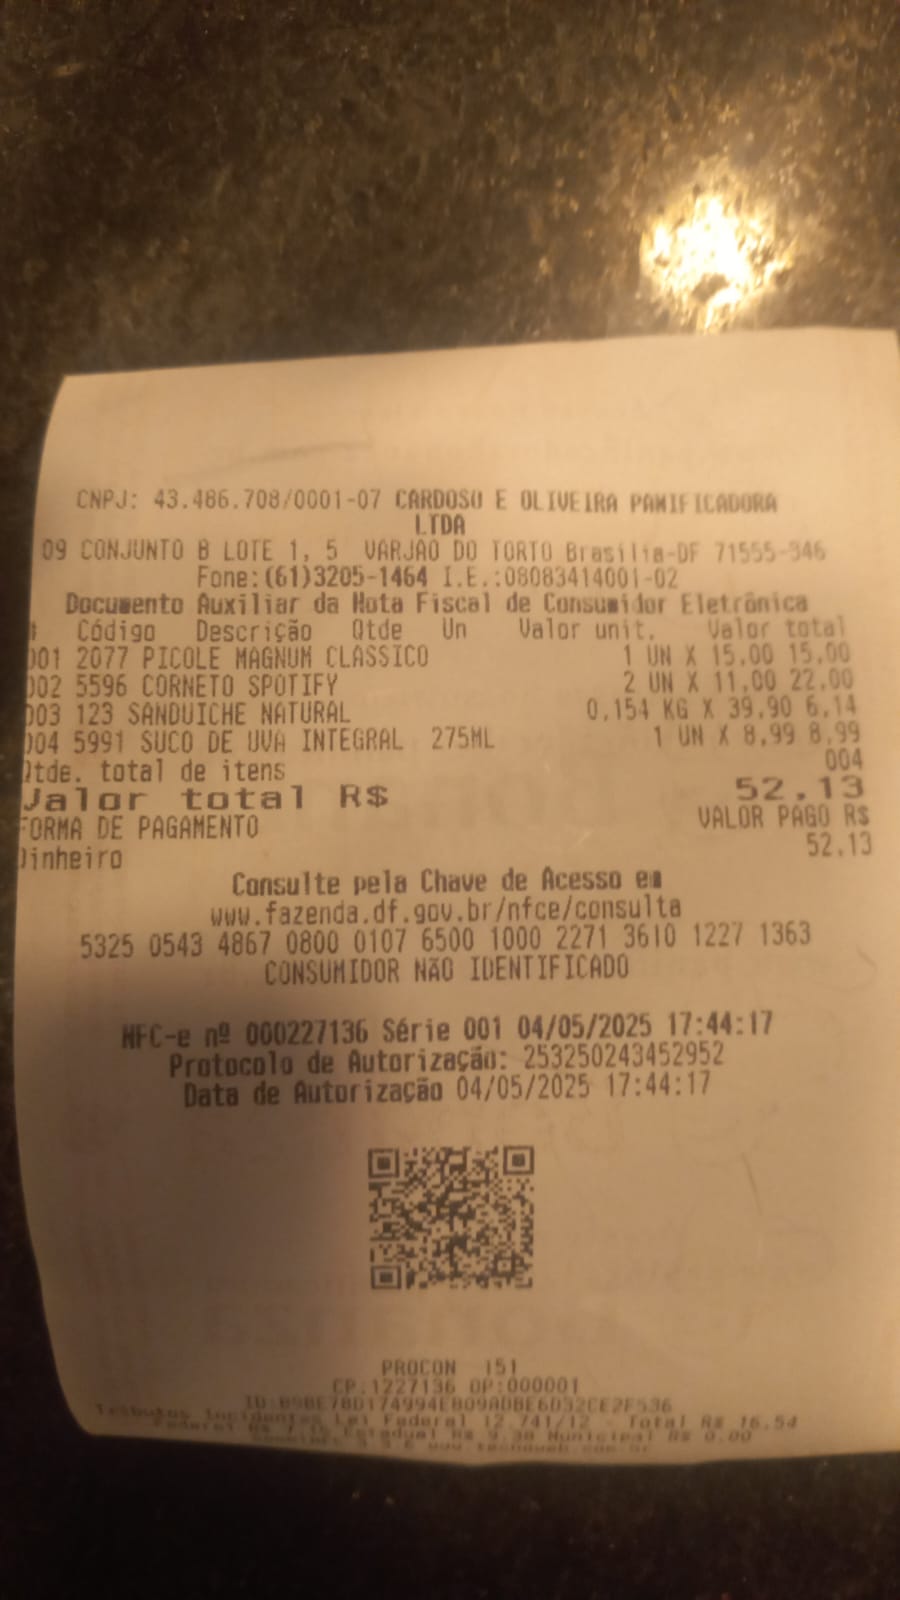 CNPJ: 43.486.708/0001-07 CARDOSO E OLIVEIRA PANIFICADORA
LTDA
09 CONJUNTO B LOTE 1, 5 VARJAO DO TORTO Brasília-DF 71555-346
Fone:(61)3205-1464 I.E.:08083414001-02
Documento Auxiliar da Nota Fiscal de Consumidor Eletrônica
# Código Descrição Qtde Un Valor unit. Valor total
001 2077 PICOLE MAGNUM CLASSICO 1 UN X 15,00 15,00
002 5596 CORNETO SPOTIFY 2 UN X 11,00 22,00
003 123 SANDUICHE NATURAL 0,154 KG X 39,90 6,14
004 5991 SUCO DE UVA INTEGRAL 275ML 1 UN X 8,99 8,99
Qtde. total de itens 004
Valor total R$ 52,13
FORMA DE PAGAMENTO VALOR PAGO R$
Dinheiro 52,13
Consulte pela Chave de Acesso em
www.fazenda.df.gov.br/nfce/consulta
5325 0543 4867 0800 0107 6500 1000 2271 3610 1227 1363
CONSUMIDOR NÃO IDENTIFICADO
NFC-e nº 000227136 Série 001 04/05/2025 17:44:17
Protocolo de Autorização: 253250243452952
Data de Autorização 04/05/2025 17:44:17
PROCON 151
CP:1227136 OP:000001
Tributos Incidentes Lei Federal 12.741/12 - Total R$ 16.54
Federal R$ Estadual R$ 9.38 Municipal R$ 0.00